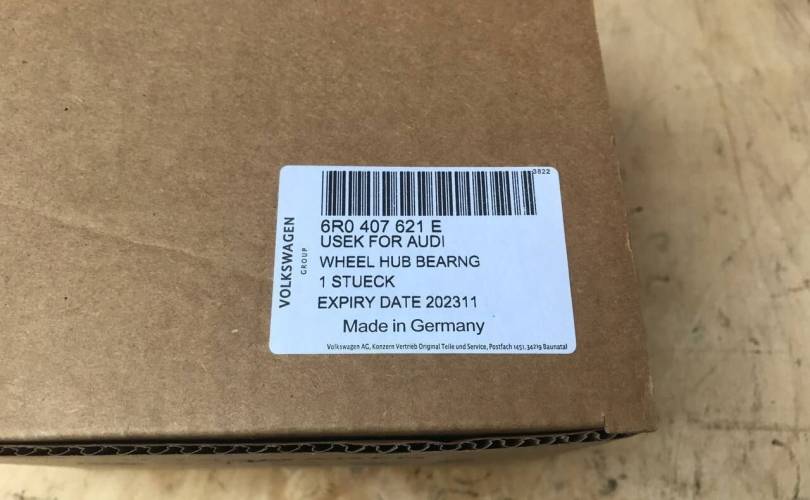 3822
6R0 407 621 E
USEK FOR AUDI
WHEEL HUB BEARNG
1 STUECK
EXPIRY DATE 202311
Made in Germany
Volkswagen AG, Konzern Vertrieb Original Teile und Service, Postfach 1451, 34219 Baunatal
VOLKSWAGEN
GROUP